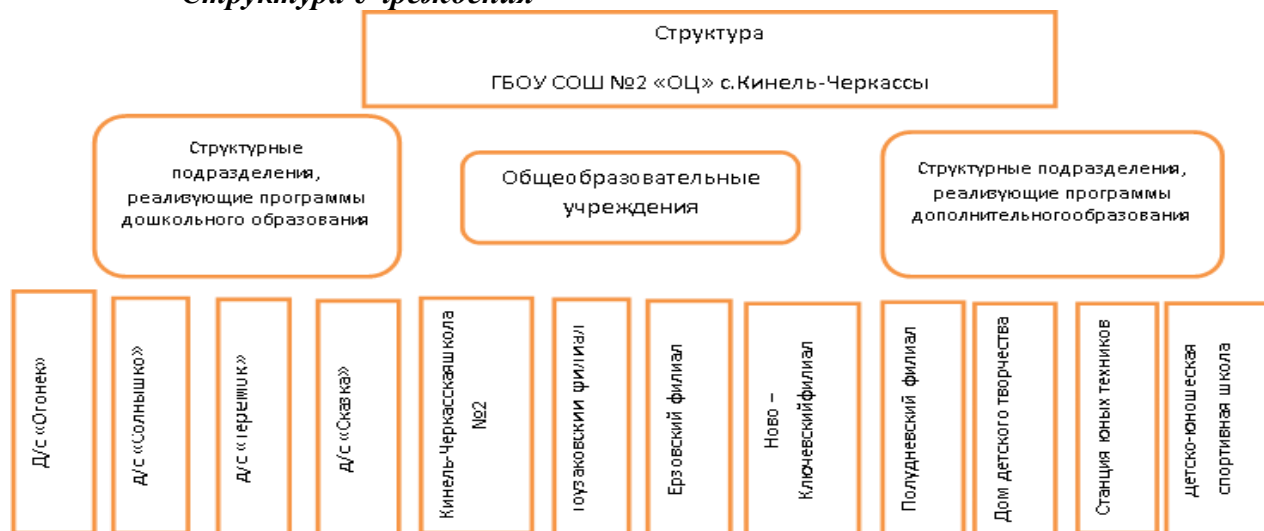 Структура учреждения
Структура
ГБОУ СОШ №2 «ОЦ» с.Кинель-Черкассы
Структурные
подразделения,
реализующие программы
дошкольного образования
Общеобразовательные
учреждения
Структурные подразделения,
реализующие программы
дополнительногообразования
Д/с «Огонек»
д/с «Солнышко»
д/с «Теремок»
д/с «Сказка»
Кинель-Черкасскаяшкола
№2
филиал
Ерзовский филиал
Ново –
Ключевскийфилиал
Полудневский филиал
Дом детского творчества
Станция юных техников
детско-юношеская
спортивная школа